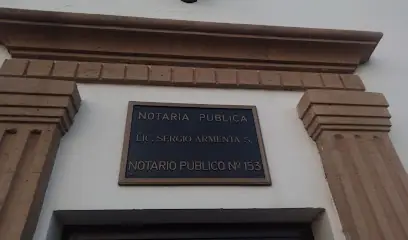 NOTARIA PUBLICA
LIC. SERGIO ARMENTA S.
NOTARIO PUBLICO Nº 153